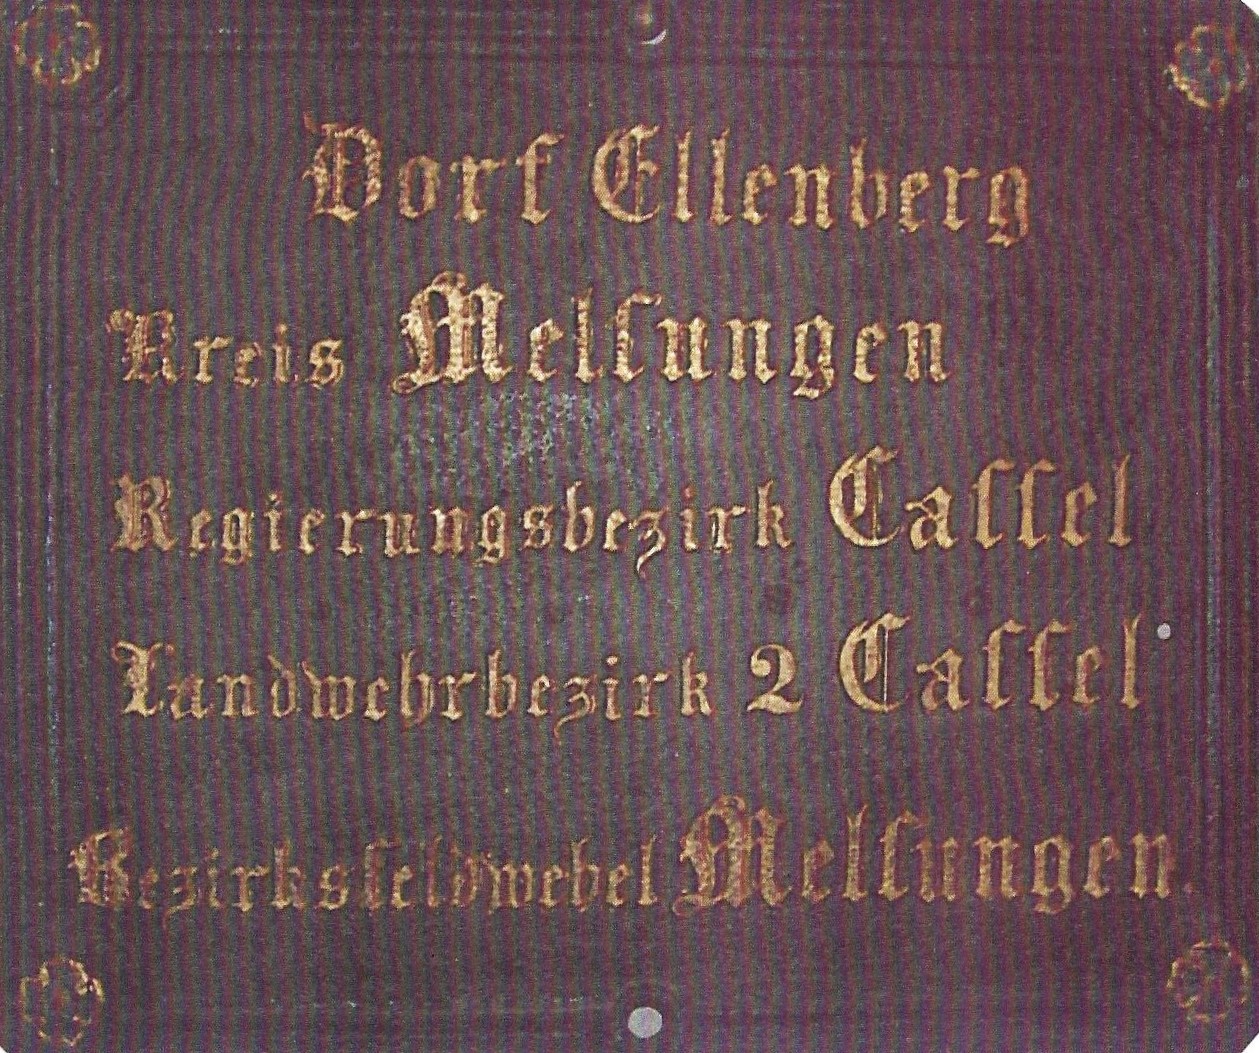 Dorf Ellenberg
Kreis Melſungen
Regierungsbezirk Caſſel
Landwehrbezirk 2 Caſſel
Bezirksfeldwebel Melſungen.